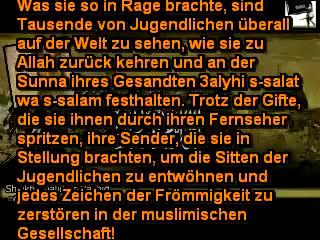 Was sie so in Rage brachte, sind
Tausende von Jugendlichen überall
auf der Welt zu sehen, wie sie zu
Allah zurück kehren und an der
Sunna ihres Gesandten 3alyhi s-salat
wa s-salam festhalten. Trotz der Gifte,
die sie ihnen durch ihren Fernseher
spritzen, ihre Sender, die sie in
Stellung brachten, um die Sitten der
Jugendlichen zu entwöhnen und
jedes Zeichen der Frömmigkeit zu
zerstören in der muslimischen
Gesellschaft!